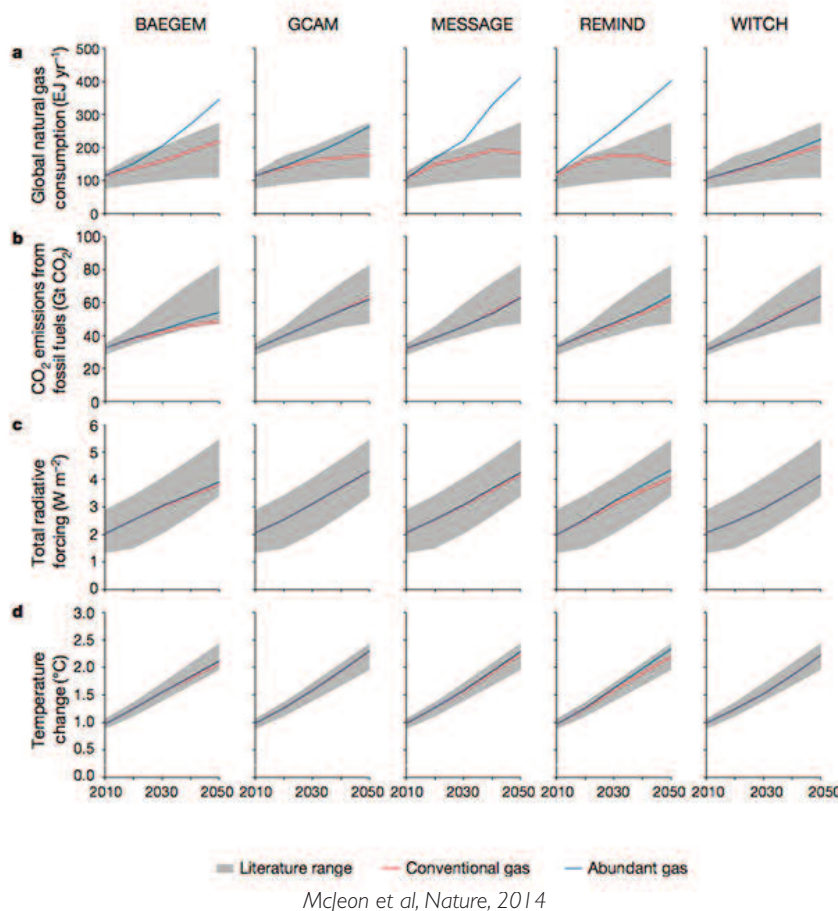 BAEGEM GCAM MESSAGE REMIND WITCH
a
Global natural gas
consumption (EJ yr⁻¹)
500
400
300
200
100
0
b
CO₂ emissions from
fossil fuels (Gt CO₂)
100
80
60
40
20
0
c
Total radiative
forcing (W m⁻²)
6
5
4
3
2
1
0
d
Temperature
change (°C)
3.0
2.5
2.0
1.5
1.0
0.5
0.0
2010 2030 2050 2010 2030 2050 2010 2030 2050 2010 2030 2050 2010 2030 2050
Literature range Conventional gas Abundant gas
McJeon et al, Nature, 2014